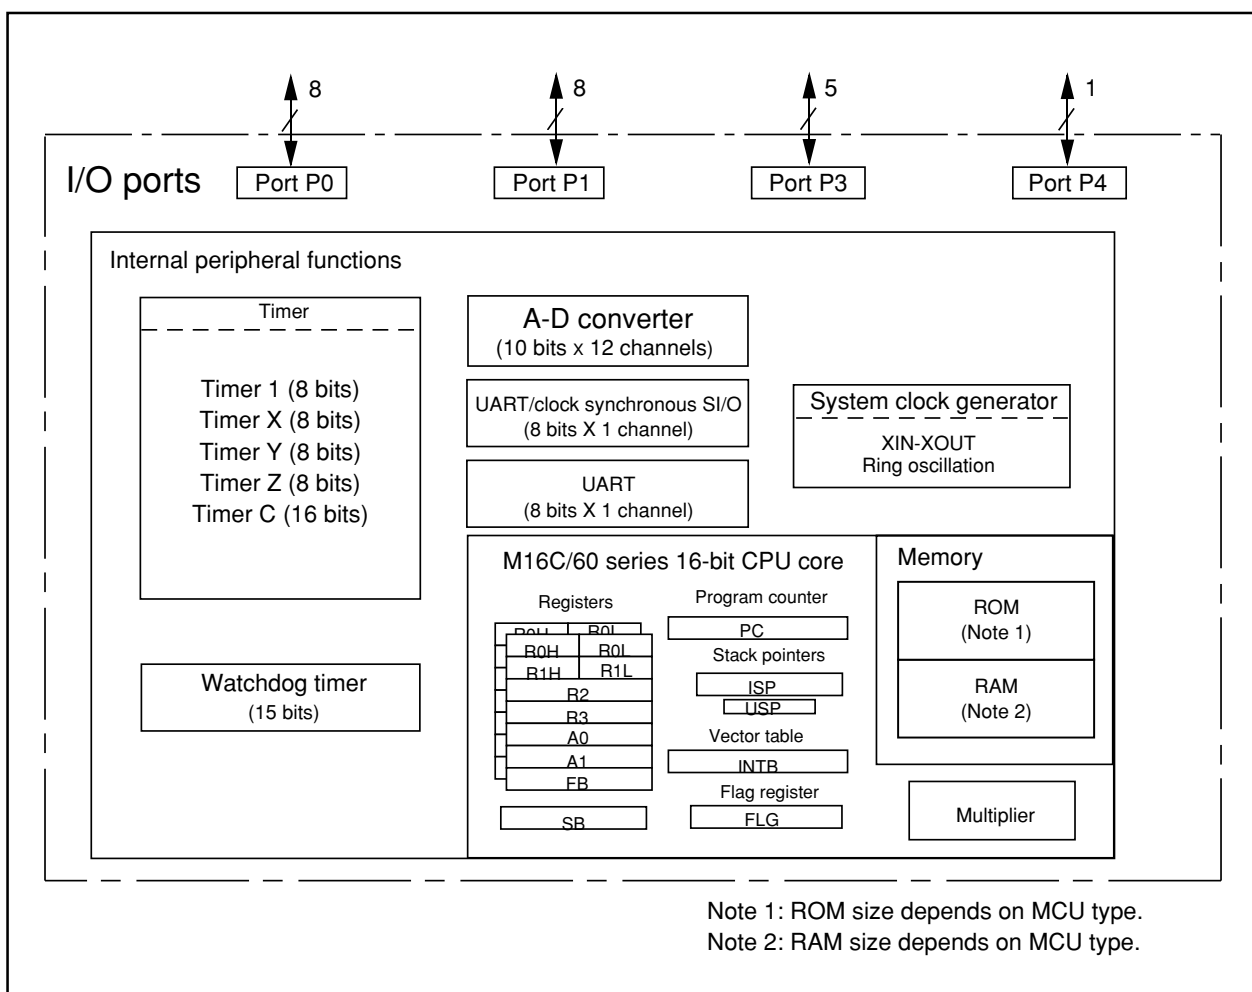 8
8
5
1
I/O ports
Port P0
Port P1
Port P3
Port P4
Internal peripheral functions
Timer
Timer 1 (8 bits)
Timer X (8 bits)
Timer Y (8 bits)
Timer Z (8 bits)
Timer C (16 bits)
Watchdog timer
(15 bits)
A-D converter
(10 bits x 12 channels)
UART/clock synchronous SI/O
(8 bits X 1 channel)
UART
(8 bits X 1 channel)
System clock generator
XIN-XOUT
Ring oscillation
M16C/60 series 16-bit CPU core
Registers
R0H R0L
R0H R0L
R1H R1L
R2
R3
A0
A1
FB
SB
Program counter
PC
Stack pointers
ISP
USP
Vector table
INTB
Flag register
FLG
Memory
ROM
(Note 1)
RAM
(Note 2)
Multiplier
Note 1: ROM size depends on MCU type.
Note 2: RAM size depends on MCU type.